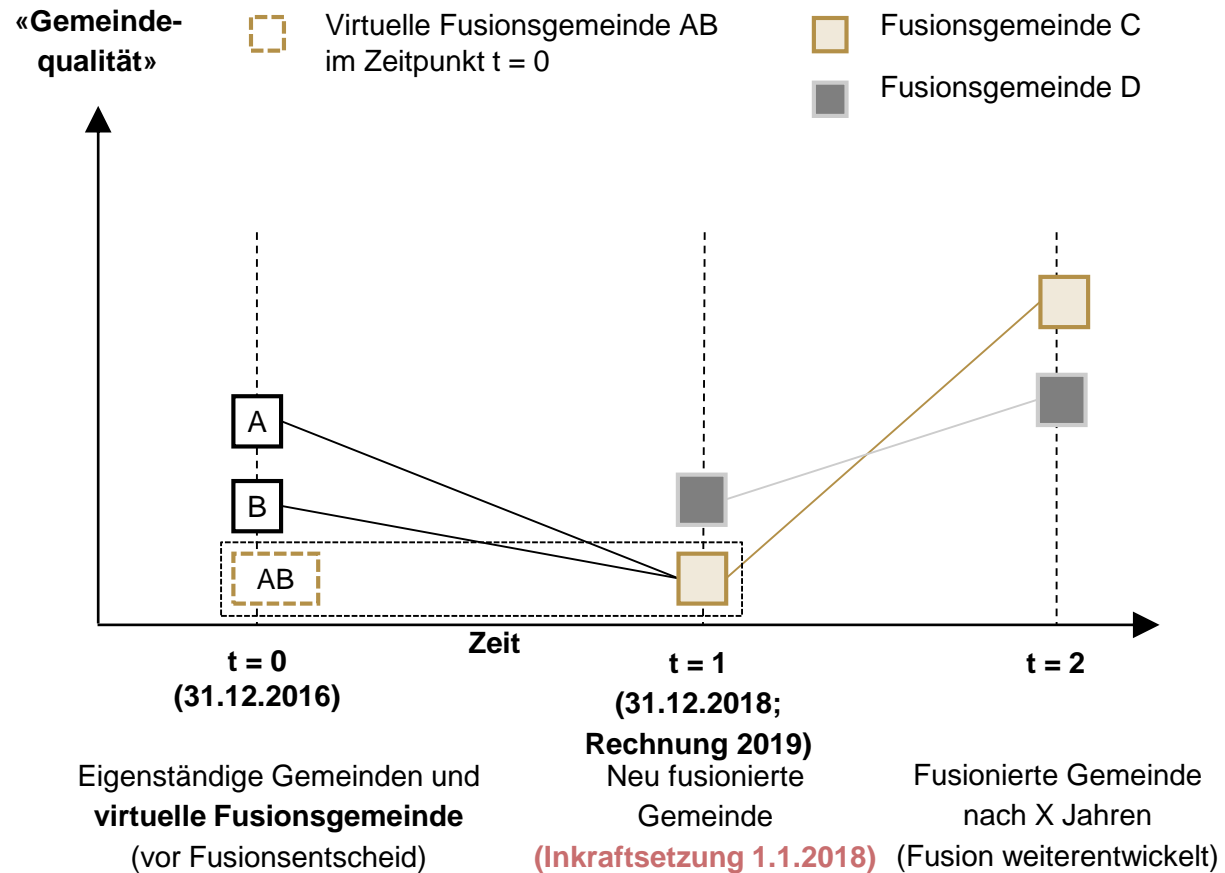 «Gemeinde-
qualität»
Virtuelle Fusionsgemeinde AB
im Zeitpunkt t = 0
Fusionsgemeinde C
Fusionsgemeinde D
A
B
AB
Zeit
t = 0
(31.12.2016)
t = 1
(31.12.2018;
Rechnung 2019)
t = 2
Eigenständige Gemeinden und
virtuelle Fusionsgemeinde
(vor Fusionsentscheid)
Neu fusionierte
Gemeinde
(Inkraftsetzung 1.1.2018)
Fusionierte Gemeinde
nach X Jahren
(Fusion weiterentwickelt)